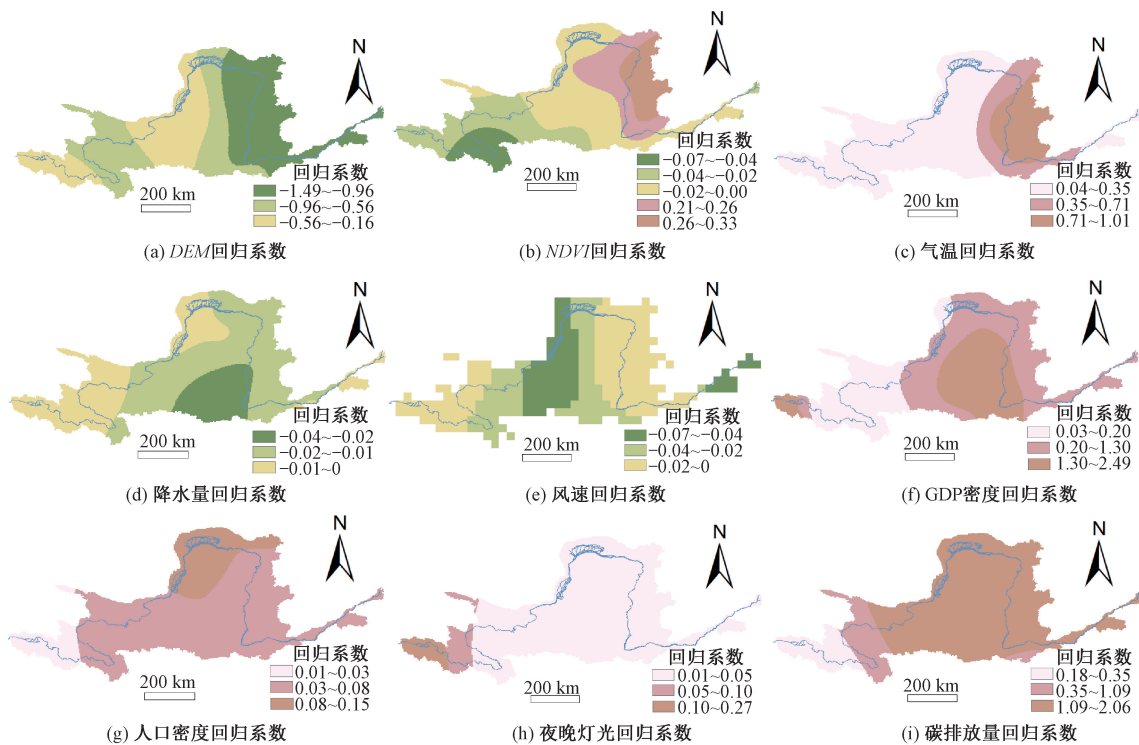 N
回归系数
−1.49~−0.96
−0.96~−0.56
−0.56~−0.16
200 km
(a) DEM回归系数
N
回归系数
−0.07~−0.04
−0.04~−0.02
−0.02~0.00
0.21~0.26
0.26~0.33
200 km
(b) NDVI回归系数
N
回归系数
0.04~0.35
0.35~0.71
0.71~1.01
200 km
(c) 气温回归系数
N
回归系数
−0.04~−0.02
−0.02~−0.01
−0.01~0
200 km
(d) 降水量回归系数
N
回归系数
−0.07~−0.04
−0.04~−0.02
−0.02~0
200 km
(e) 风速回归系数
N
回归系数
0.03~0.20
0.20~1.30
1.30~2.49
200 km
(f) GDP密度回归系数
N
回归系数
0.01~0.03
0.03~0.08
0.08~0.15
200 km
(g) 人口密度回归系数
N
回归系数
0.01~0.05
0.05~0.10
0.10~0.27
200 km
(h) 夜晚灯光回归系数
N
回归系数
0.18~0.35
0.35~1.09
1.09~2.06
200 km
(i) 碳排放量回归系数